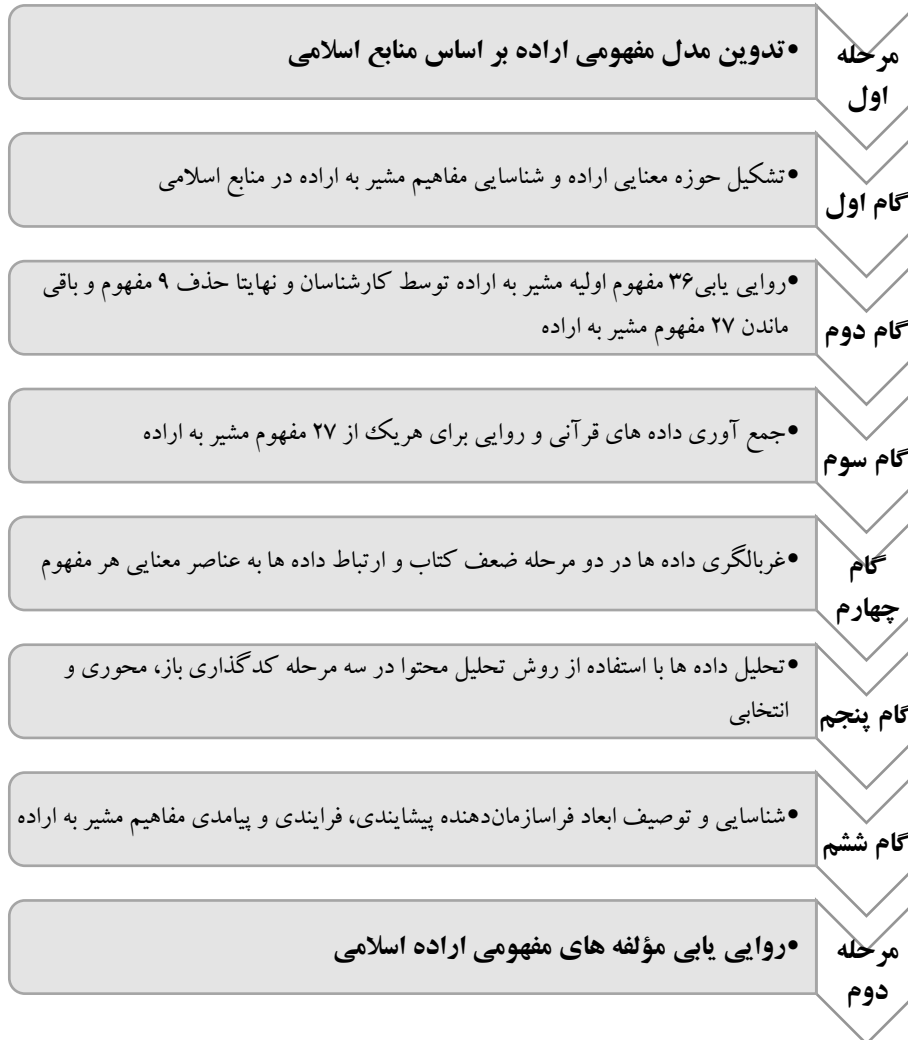 مرحله
اول
•تدوین مدل مفهومی اراده بر اساس منابع اسلامی
گام اول
•تشکیل حوزه معنایی اراده و شناسایی مفاهیم مشیر به اراده در منابع اسلامی
گام دوم
•روایی یابی۳۶ مفهوم اولیه مشیر به اراده توسط کارشناسان و نهایتا حذف ۹ مفهوم و باقی
ماندن ۲۷ مفهوم مشیر به اراده
گام سوم
•جمع آوری داده های قرآنی و روایی برای هریک از ۲۷ مفهوم مشیر به اراده
گام
چهارم
•غربالگری داده ها در دو مرحله ضعف کتاب و ارتباط داده ها به عناصر معنایی هر مفهوم
گام پنجم
•تحلیل داده ها با استفاده از روش تحلیل محتوا در سه مرحله کدگذاری باز، محوری و
انتخابی
گام ششم
•شناسایی و توصیف ابعاد فراسازمان‌دهنده پیشایندی، فرایندی و پیامدی مفاهیم مشیر به اراده
مرحله
دوم
•روایی یابی مؤلفه های مفهومی اراده اسلامی